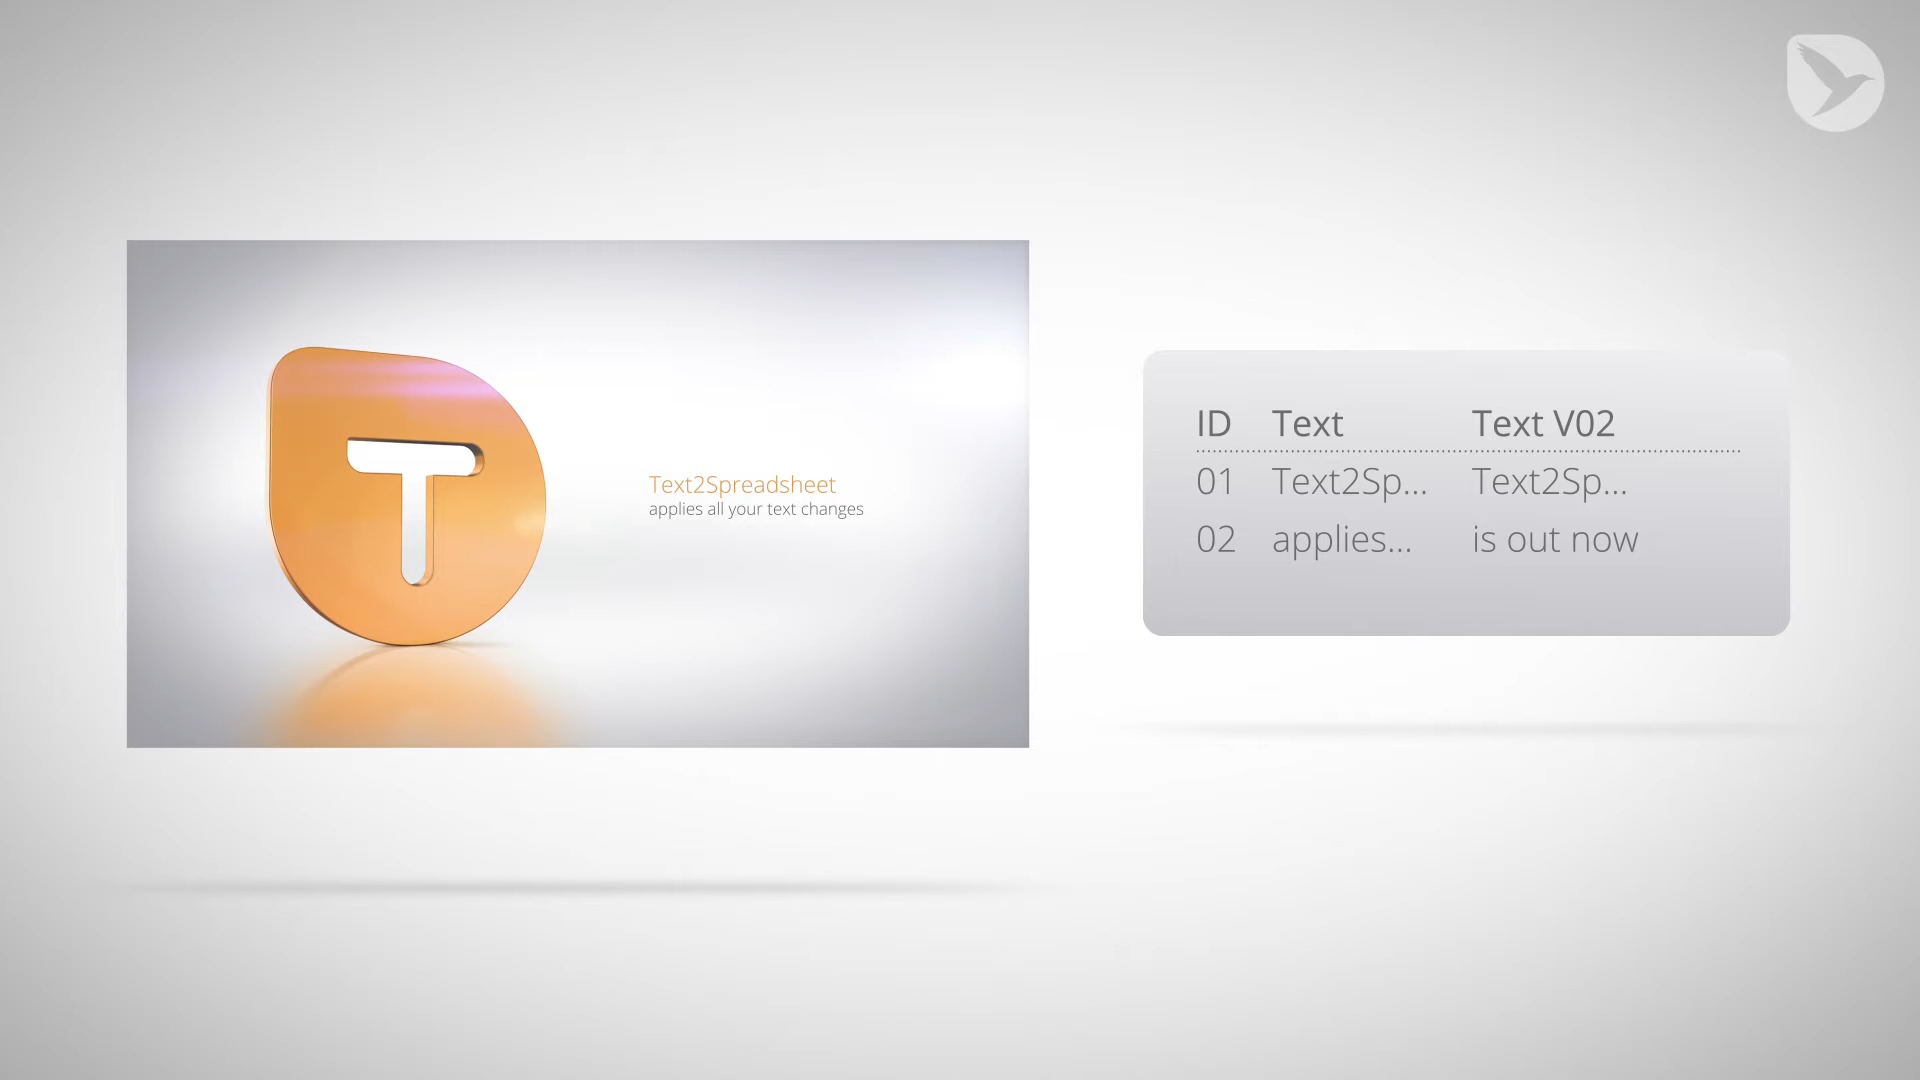 T
Text2Spreadsheet
applies all your text changes
ID Text Text V02
01 Text2Sp... Text2Sp...
02 applies... is out now